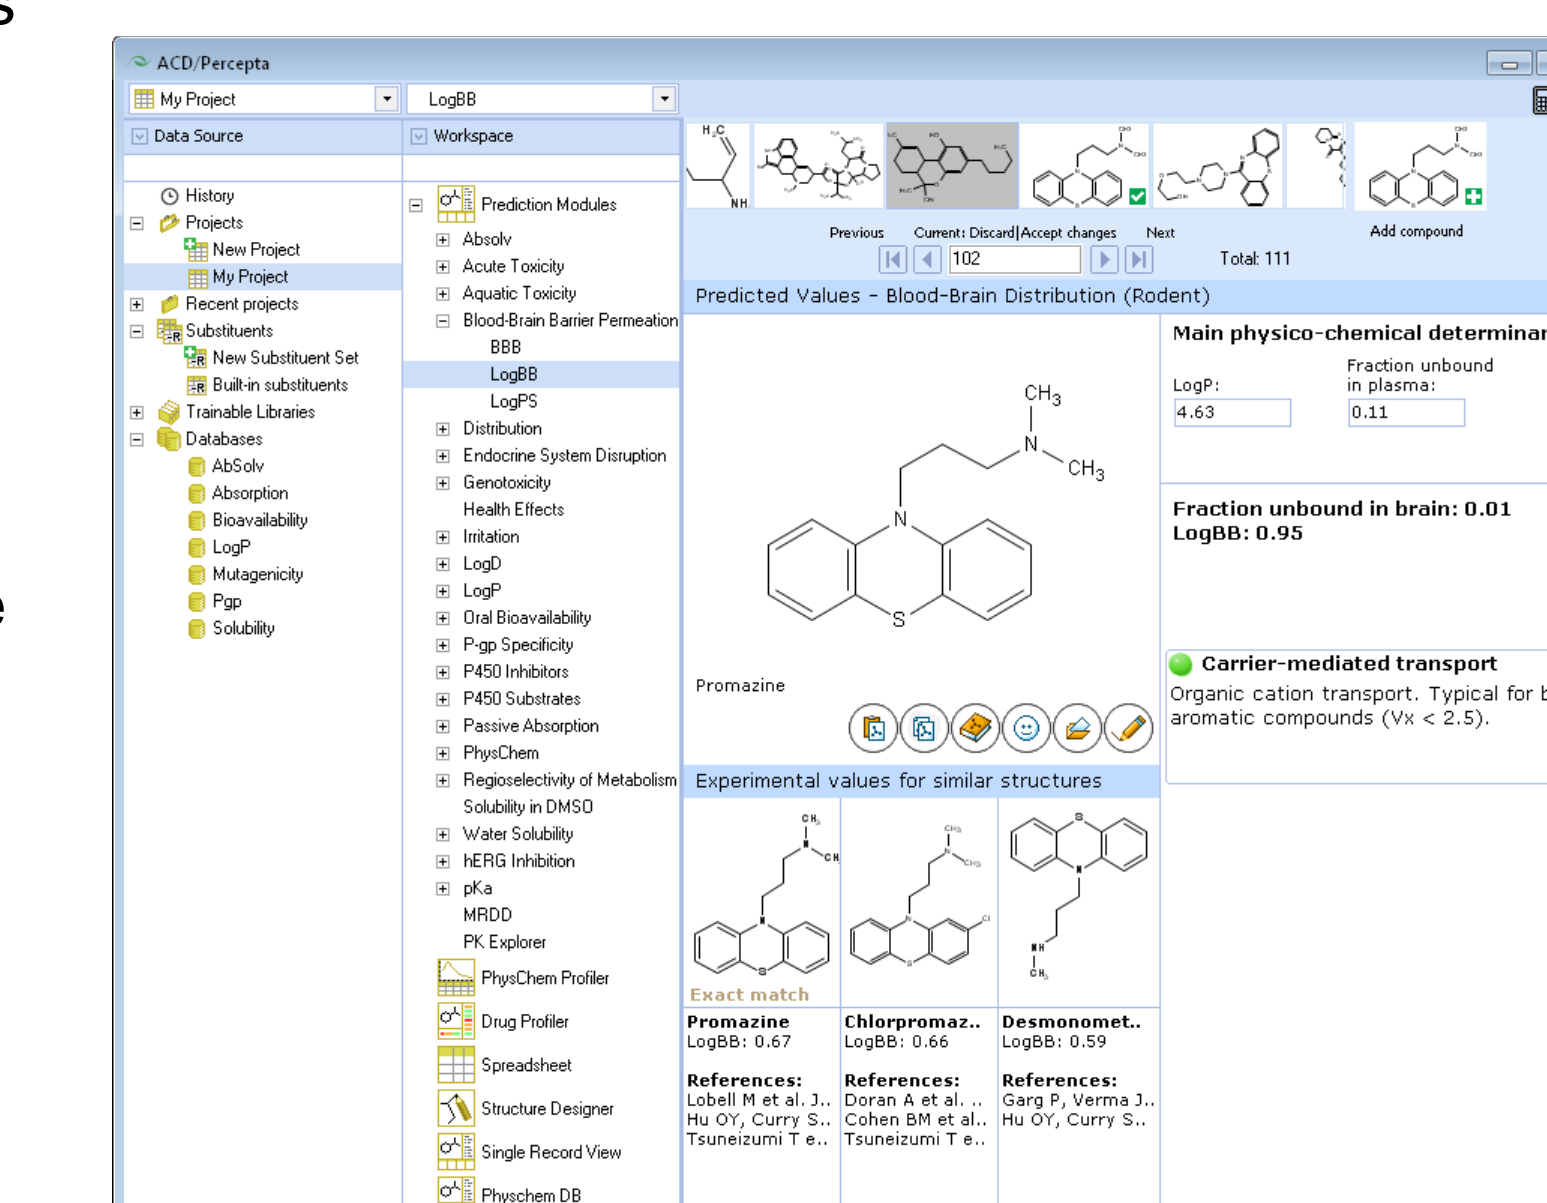 s
e
ACD/Percepta
My Project
LogBB
Data Source
Workspace
History
Projects
New Project
My Project
Recent projects
Substituents
New Substituent Set
Built-in substituents
Trainable Libraries
Databases
AbSolv
Absorption
Bioavailability
LogP
Mutagenicity
Pgp
Solubility
Prediction Modules
Absolv
Acute Toxicity
Aquatic Toxicity
Blood-Brain Barrier Permeation
BBB
LogBB
LogPS
Distribution
Endocrine System Disruption
Genotoxicity
Health Effects
Irritation
LogD
LogP
Oral Bioavailability
P-gp Specificity
P450 Inhibitors
P450 Substrates
Passive Absorption
PhysChem
Regioselectivity of Metabolism
Solubility in DMSO
Water Solubility
hERG Inhibition
pKa
MRDD
PK Explorer
PhysChem Profiler
Drug Profiler
Spreadsheet
Structure Designer
Single Record View
Physchem DB
H₂C
NH
Previous Current: Discard|Accept changes Next
Add compound
102
Total: 111
Predicted Values - Blood-Brain Distribution (Rodent)
CH₃
N
CH₃
N
S
Promazine
Main physico-chemical determinan
LogP:
Fraction unbound
in plasma:
4.63
0.11
Fraction unbound in brain: 0.01
LogBB: 0.95
Carrier-mediated transport
Organic cation transport. Typical for b
aromatic compounds (Vx < 2.5).
Experimental values for similar structures
CH₃
N
CH
N
S
Exact match
Promazine
LogBB: 0.67
References:
Lobell M et al. J..
Hu OY, Curry S..
Tsuneizumi T e..
CH₃
N
CH₃
N
Cl
S
Chlorpromaz..
LogBB: 0.66
References:
Doran A et al. ..
Cohen BM et al..
Tsuneizumi T e..
S
N
NH
CH₃
Desmonomet..
LogBB: 0.59
References:
Garg P, Verma J..
Hu OY, Curry S..